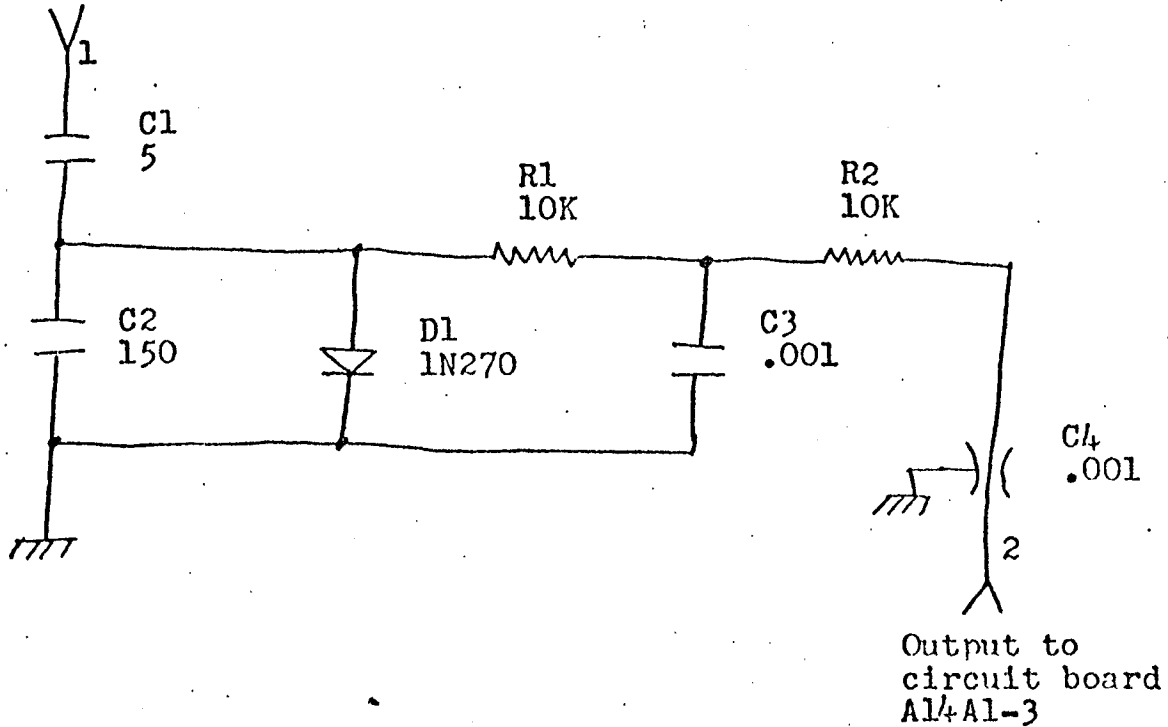 1
C1
5
R1
10K
R2
10K
C2
150
D1
1N270
C3
.001
C4
.001
2
Output to
circuit board
A14A1-3